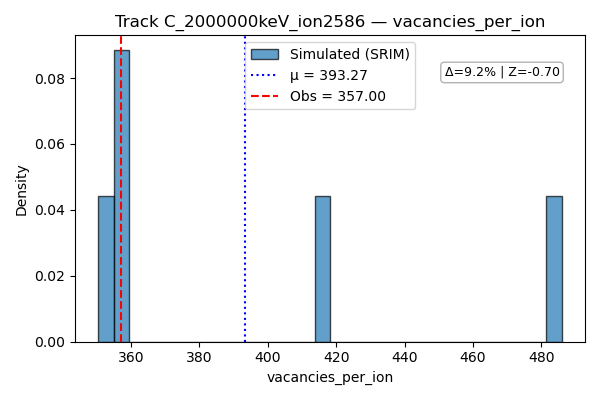 Track C_2000000keV_ion2586 — vacancies_per_ion
Simulated (SRIM)
μ = 393.27
Obs = 357.00
Δ=9.2% | Z=-0.70
Density
0.08
0.06
0.04
0.02
0.00
360
380
400
420
440
460
480
vacancies_per_ion